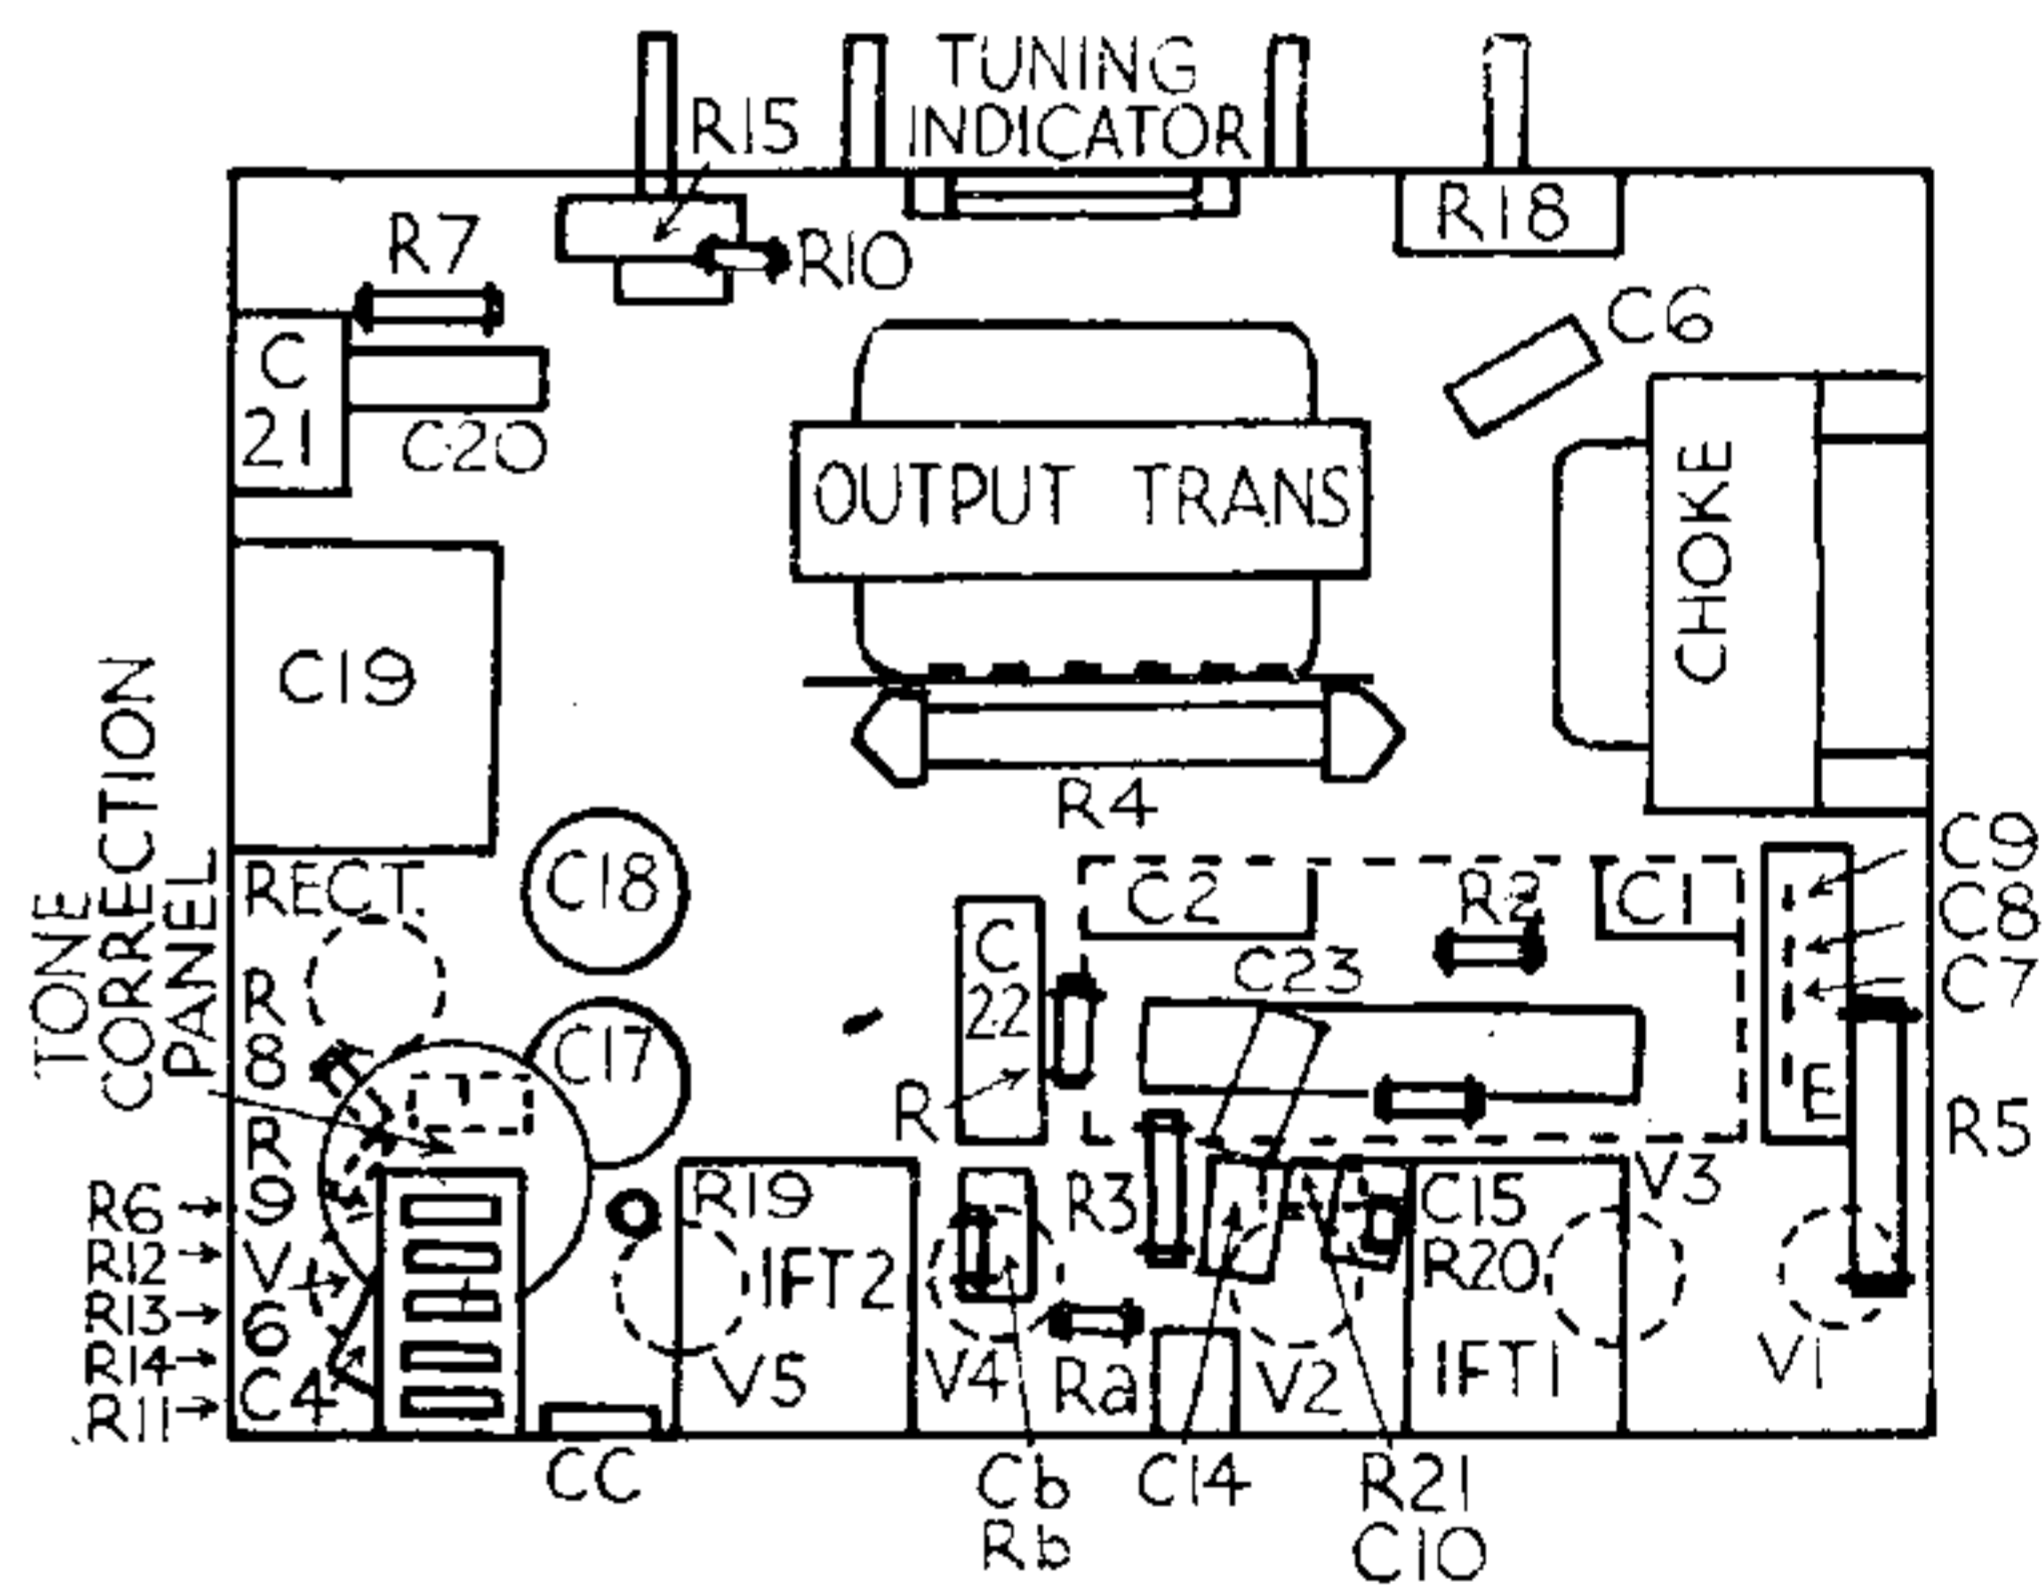 TUNING
INDICATOR
R15
R18
R7
R10
C6
C
21
C20
OUTPUT TRANS
CHOKE
C19
TONE
CORRECTION
PANEL
R4
RECT.
C18
C2
R2
C1
C9
C8
C7
C
22
C23
R
8
C17
R
E
R5
R
9
R6
R12
R13
R14
R11
V
6
C4
R19
IFT2
V5
R3
C15
R20
V3
V4
Ra
V2
IFT1
V1
CC
Cb
Rb
C14
R21
C10